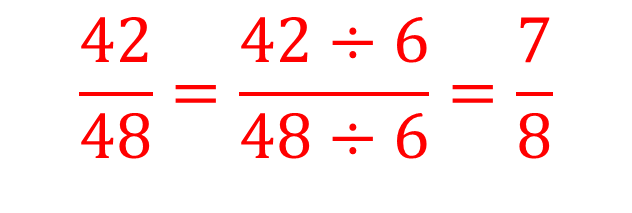 42/48 = (42 ÷ 6)/(48 ÷ 6) = 7/8